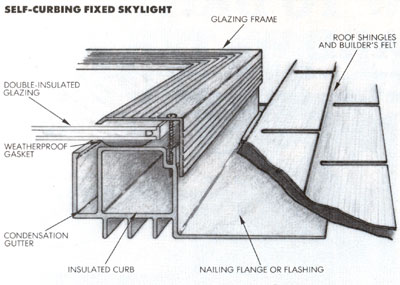 SELF-CURBING FIXED SKYLIGHT
GLAZING FRAME
ROOF SHINGLES
AND BUILDER'S FELT
DOUBLE-INSULATED
GLAZING
WEATHERPROOF
GASKET
CONDENSATION
GUTTER
INSULATED CURB
NAILING FLANGE OR FLASHING